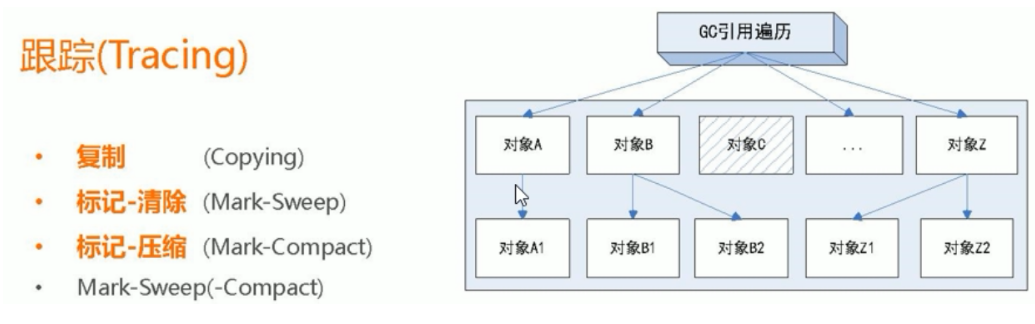 跟踪(Tracing)
• 复制 (Copying)
• 标记-清除 (Mark-Sweep)
• 标记-压缩 (Mark-Compact)
• Mark-Sweep(-Compact)
GC引用遍历
对象A 对象B 对象C ... 对象Z
对象A1 对象B1 对象B2 对象Z1 对象Z2